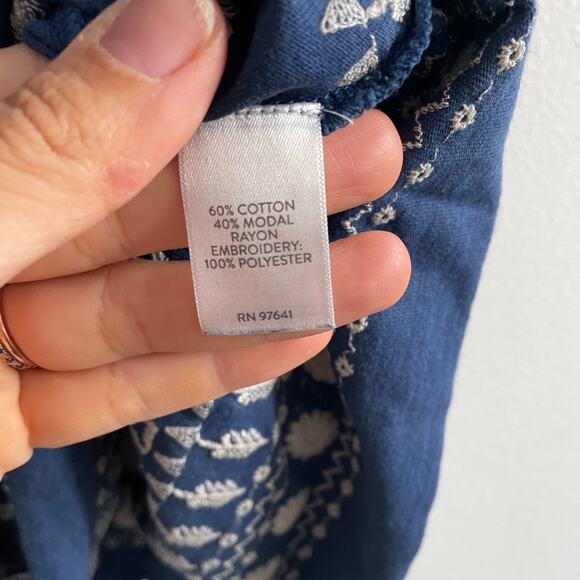 60% COTTON
40% MODAL
RAYON
EMBROIDERY:
100% POLYESTER
RN 97641